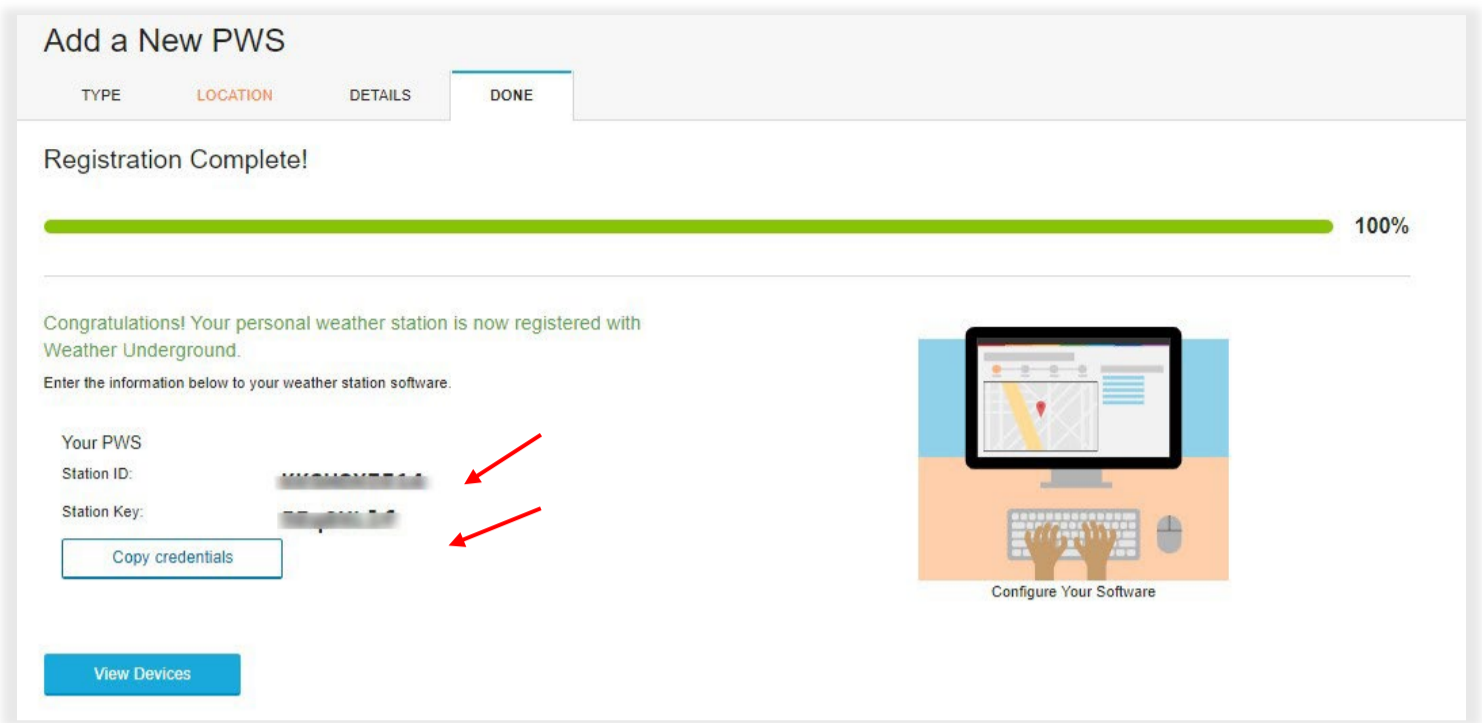 Add a New PWS
TYPE LOCATION DETAILS DONE
Registration Complete!
100%
Congratulations! Your personal weather station is now registered with
Weather Underground.
Enter the information below to your weather station software.
Your PWS
Station ID:
Station Key:
Copy credentials
Configure Your Software
View Devices